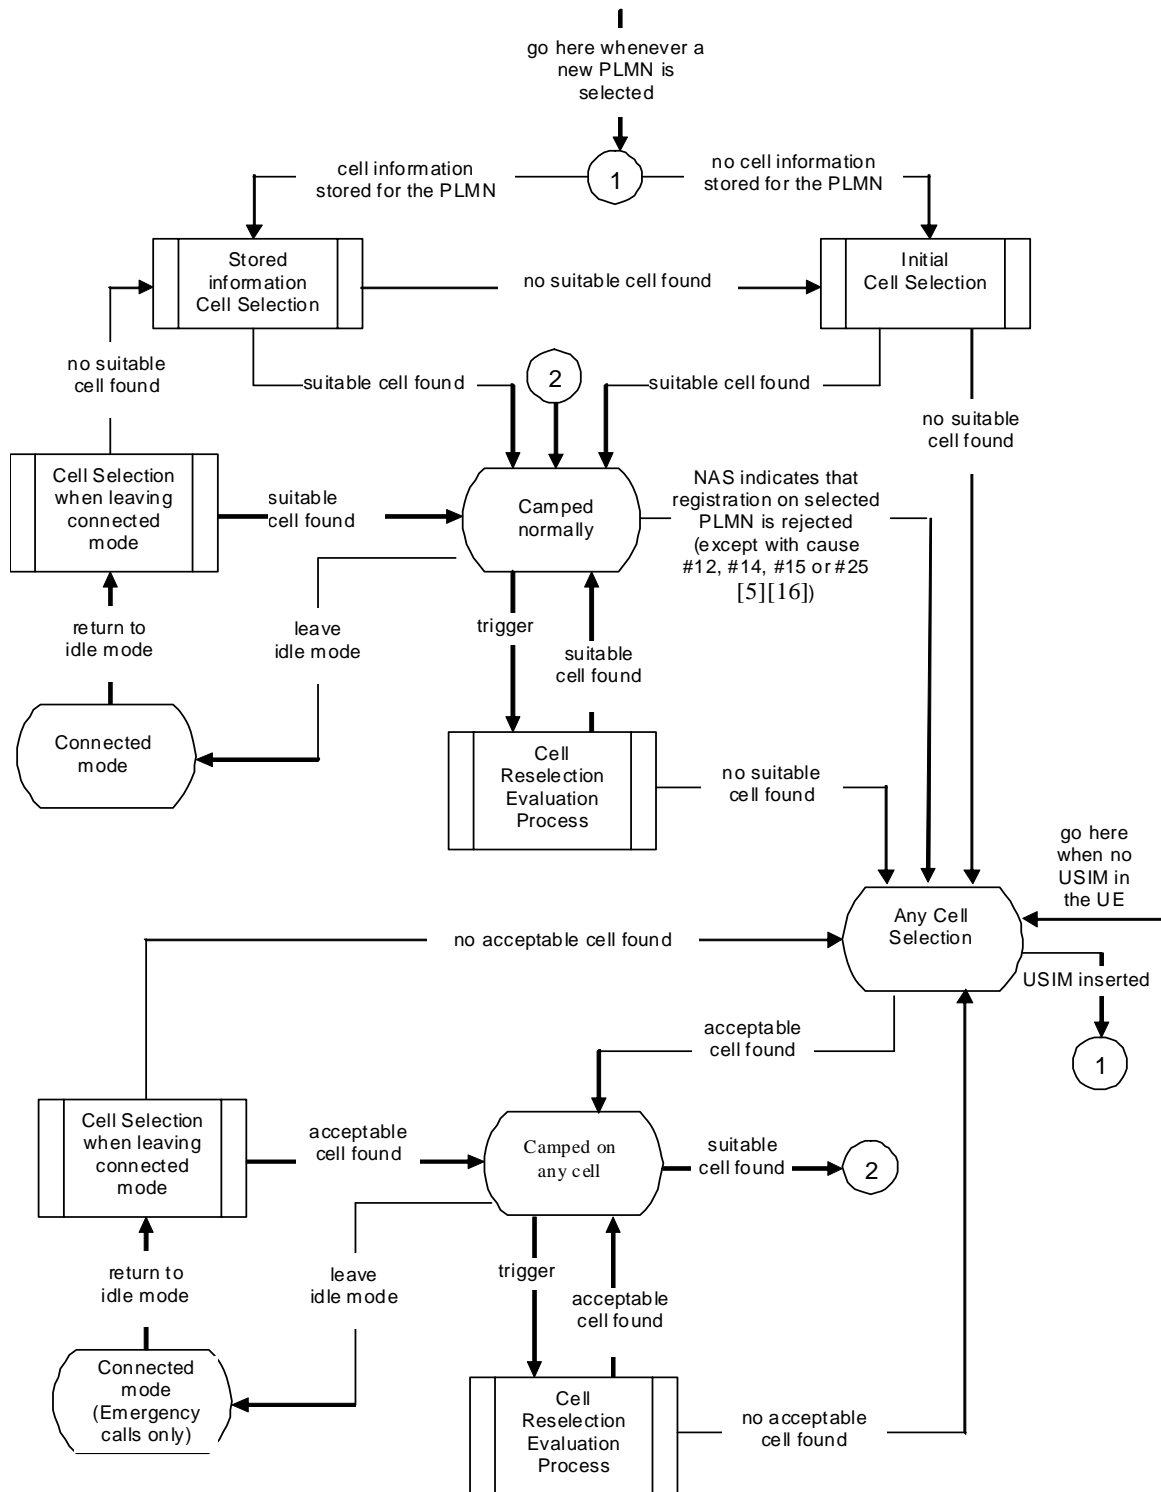 go here whenever a
new PLMN is
selected
1
cell information
stored for the PLMN
no cell information
stored for the PLMN
Stored
information
Cell Selection
no suitable cell found
Initial
Cell Selection
no suitable
cell found
suitable cell found
2
suitable cell found
no suitable
cell found
Cell Selection
when leaving
connected
mode
suitable
cell found
Camped
normally
NAS indicates that
registration on selected
PLMN is rejected
(except with cause
#12, #14, #15 or #25
[5][16])
return to
idle mode
leave
idle mode
trigger
suitable
cell found
Connected
mode
Cell
Reselection
Evaluation
Process
no suitable
cell found
go here
when no
USIM in
the UE
Any Cell
Selection
no acceptable cell found
USIM inserted
1
acceptable
cell found
Cell Selection
when leaving
connected
mode
acceptable
cell found
Camped on
any cell
suitable
cell found
2
return to
idle mode
leave
idle mode
trigger
acceptable
cell found
Connected
mode
(Emergency
calls only)
Cell
Reselection
Evaluation
Process
no acceptable
cell found